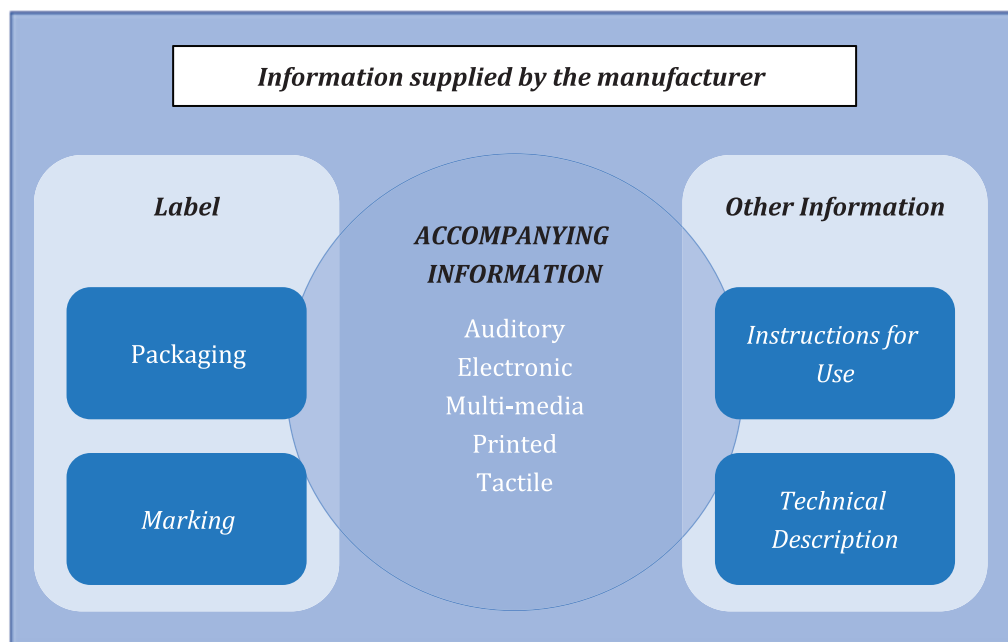 Information supplied by the manufacturer
Label
Packaging
Marking
ACCOMPANYING
INFORMATION
Auditory
Electronic
Multi-media
Printed
Tactile
Other Information
Instructions for
Use
Technical
Description